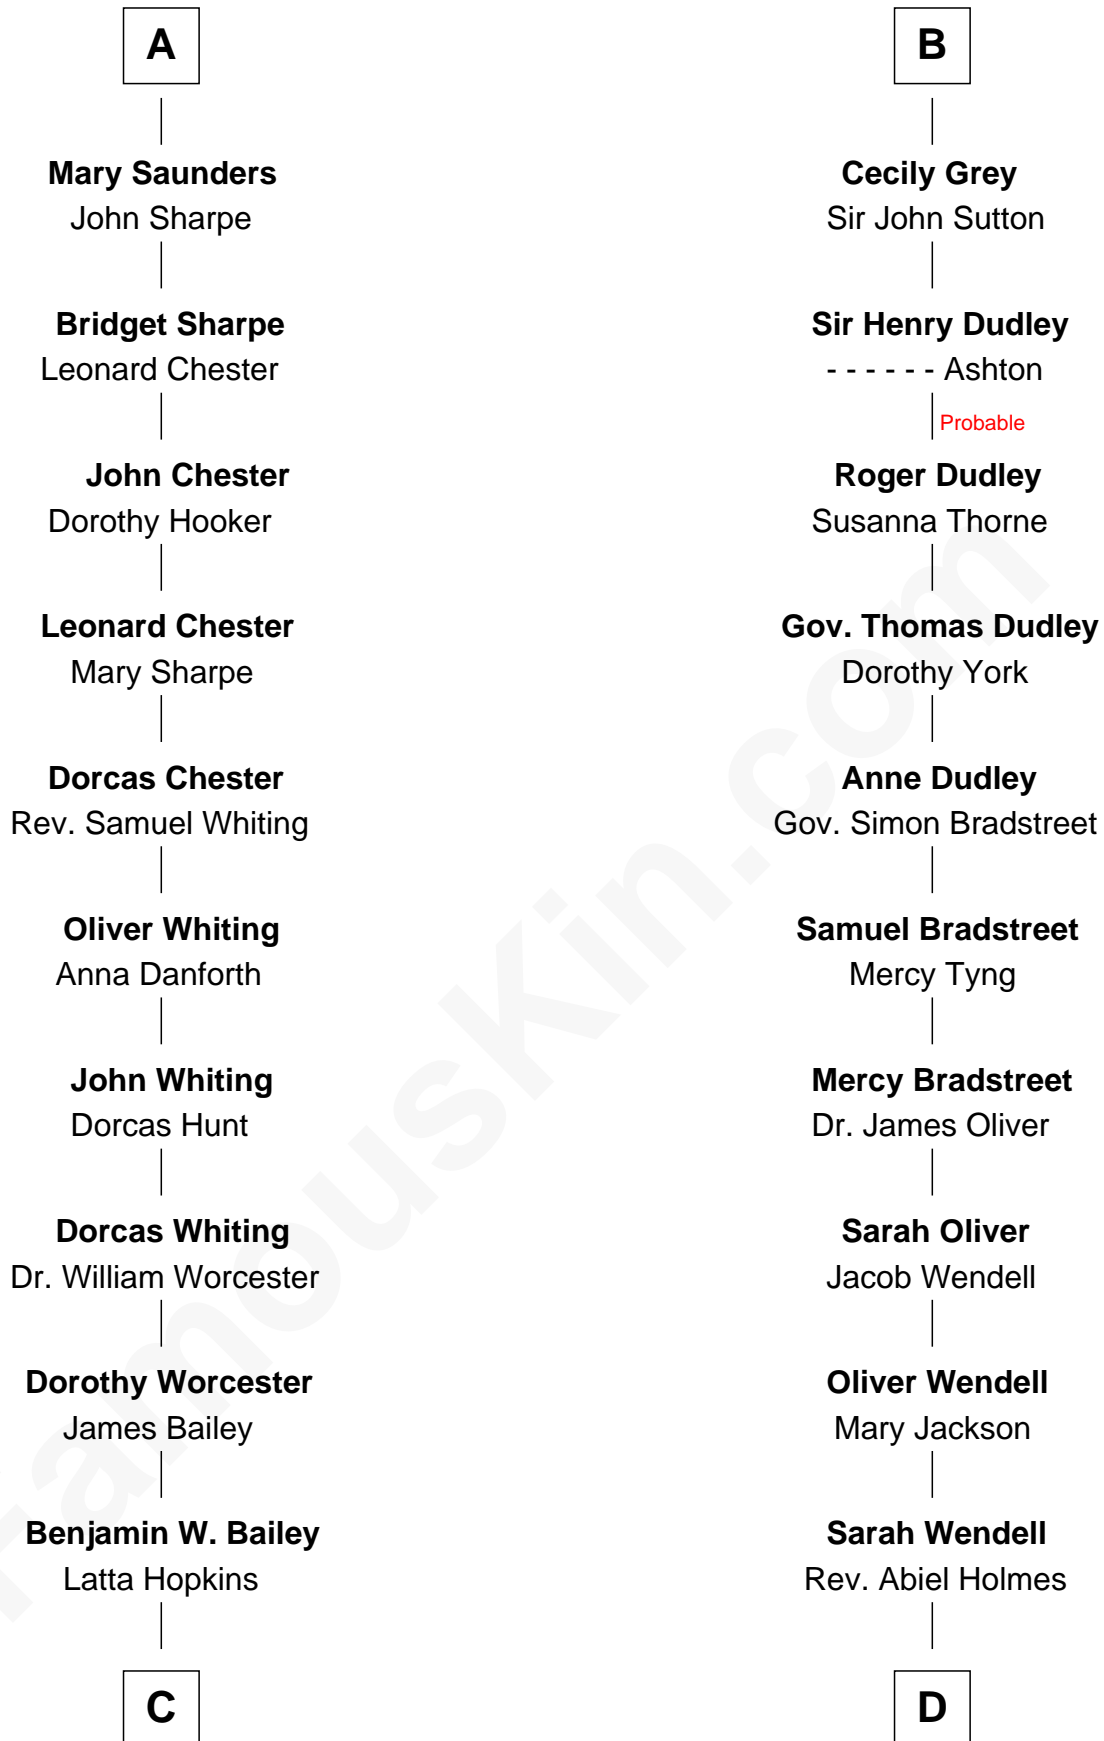 A
Mary Saunders
John Sharpe
Bridget Sharpe
Leonard Chester
John Chester
Dorothy Hooker
Leonard Chester
Mary Sharpe
Dorcas Chester
Rev. Samuel Whiting
Oliver Whiting
Anna Danforth
John Whiting
Dorcas Hunt
Dorcas Whiting
Dr. William Worcester
Dorothy Worcester
James Bailey
Benjamin W. Bailey
Latta Hopkins
C
B
Cecily Grey
Sir John Sutton
Sir Henry Dudley
- - - - - - Ashton
Probable
Roger Dudley
Susanna Thorne
Gov. Thomas Dudley
Dorothy York
Anne Dudley
Gov. Simon Bradstreet
Samuel Bradstreet
Mercy Tyng
Mercy Bradstreet
Dr. James Oliver
Sarah Oliver
Jacob Wendell
Oliver Wendell
Mary Jackson
Sarah Wendell
Rev. Abiel Holmes
D
FamousKin.com